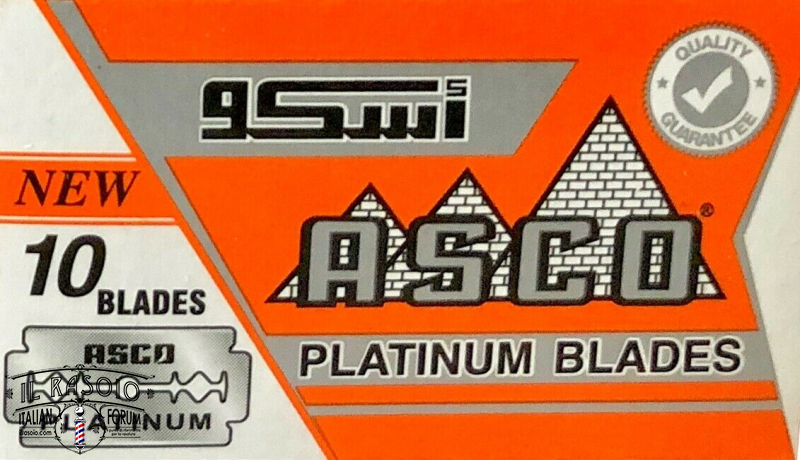 أسكو
QUALITY
GUARANTEE
NEW
ASCO®
10
BLADES
PLATINUM BLADES
ASCO
IL RASOIO
ITALIAN FORUM
PLATINUM